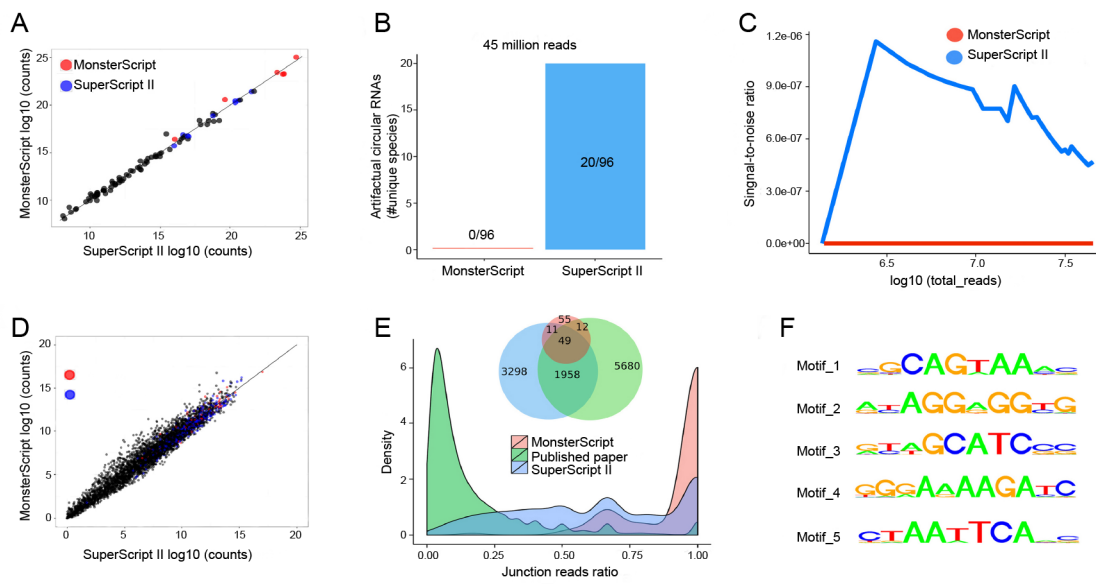 A
MonsterScript log10 (counts)
25
20
15
10
MonsterScript
SuperScript II
10
15
20
25
SuperScript II log10 (counts)
B
45 million reads
Artifactual circular RNAs
(#unique species)
20
15
10
5
0
0/96
20/96
MonsterScript
SuperScript II
C
MonsterScript
SuperScript II
Singnal-to-noise ratio
1.2e-06
9.0e-07
6.0e-07
3.0e-07
0.0e+00
6.5
7.0
7.5
log10 (total_reads)
D
MonsterScript log10 (counts)
20
15
10
5
0
0
5
10
15
20
SuperScript II log10 (counts)
E
55
11
12
49
3298
1958
5680
MonsterScript
Published paper
SuperScript II
Density
6
4
2
0
0.00
0.25
0.50
0.75
1.00
Junction reads ratio
F
Motif_1
CGCAGTAAAC
Motif_2
ATAGGAGGTG
Motif_3
GTAGCATCCC
Motif_4
GGGAAAGATC
Motif_5
CTAATTCA